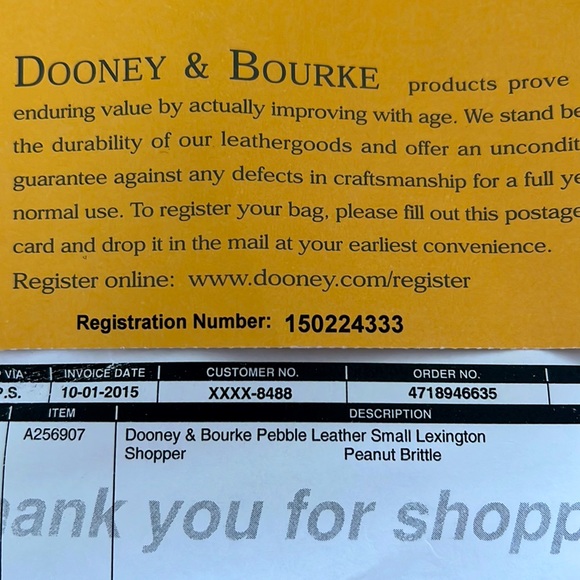 DOONEY & BOURKE products prove
enduring value by actually improving with age. We stand
the durability of our leathergoods and offer an
guarantee against any defects in craftsmanship for a full
normal use. To register your bag, please fill out this
card and drop it in the mail at your earliest convenience.
Register online: www.dooney.com/register
Registration Number: 150224333
VIA INVOICE DATE CUSTOMER NO. ORDER NO.
P.S. 10-01-2015 XXXX-8488 4718946635
ITEM DESCRIPTION
A256907 Dooney & Bourke Pebble Leather Small Lexington
Shopper Peanut Brittle
ank you for shopp